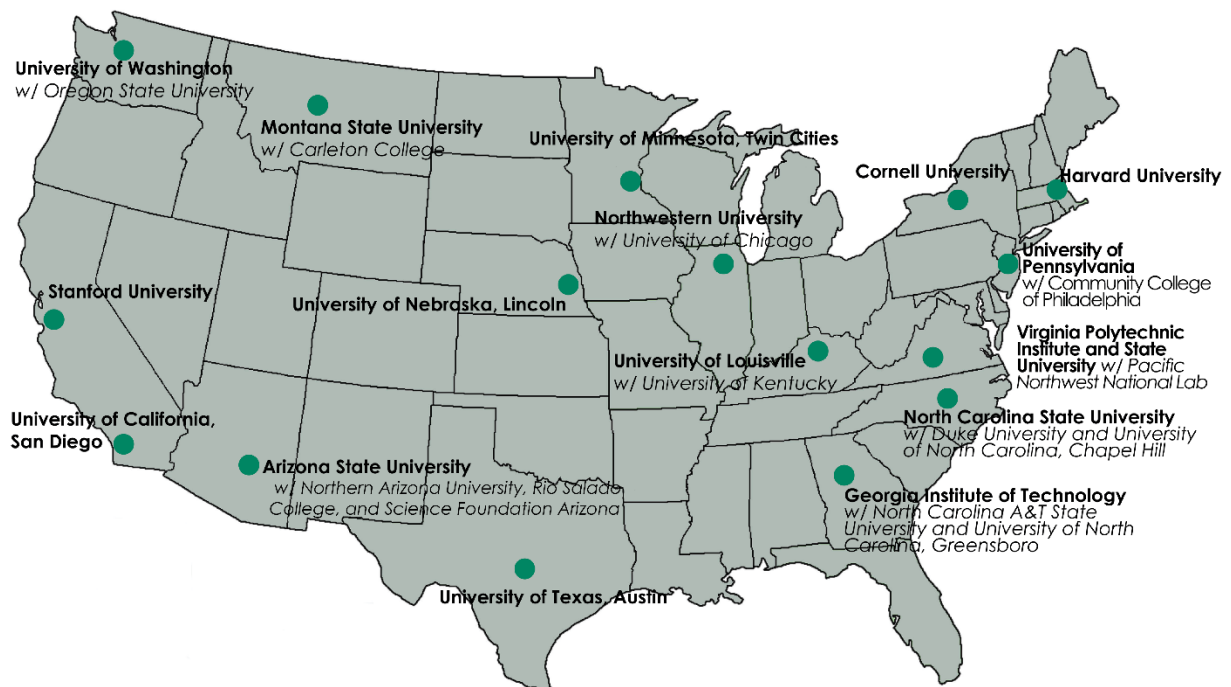 University of Washington
w/ Oregon State University
Montana State University
w/ Carleton College
University of Minnesota, Twin Cities
Cornell University
Harvard University
Northwestern University
w/ University of Chicago
University of
Pennsylvania
w/ Community College
of Philadelphia
Stanford University
University of Nebraska, Lincoln
Virginia Polytechnic
Institute and State
University w/ Pacific
Northwest National Lab
University of Louisville
w/ University of Kentucky
University of California,
San Diego
North Carolina State University
w/ Duke University and University
of North Carolina, Chapel Hill
Arizona State University
w/ Northern Arizona University, Rio Salado
College, and Science Foundation Arizona
Georgia Institute of Technology
w/ North Carolina A&T State
University and University of North
Carolina, Greensboro
University of Texas, Austin